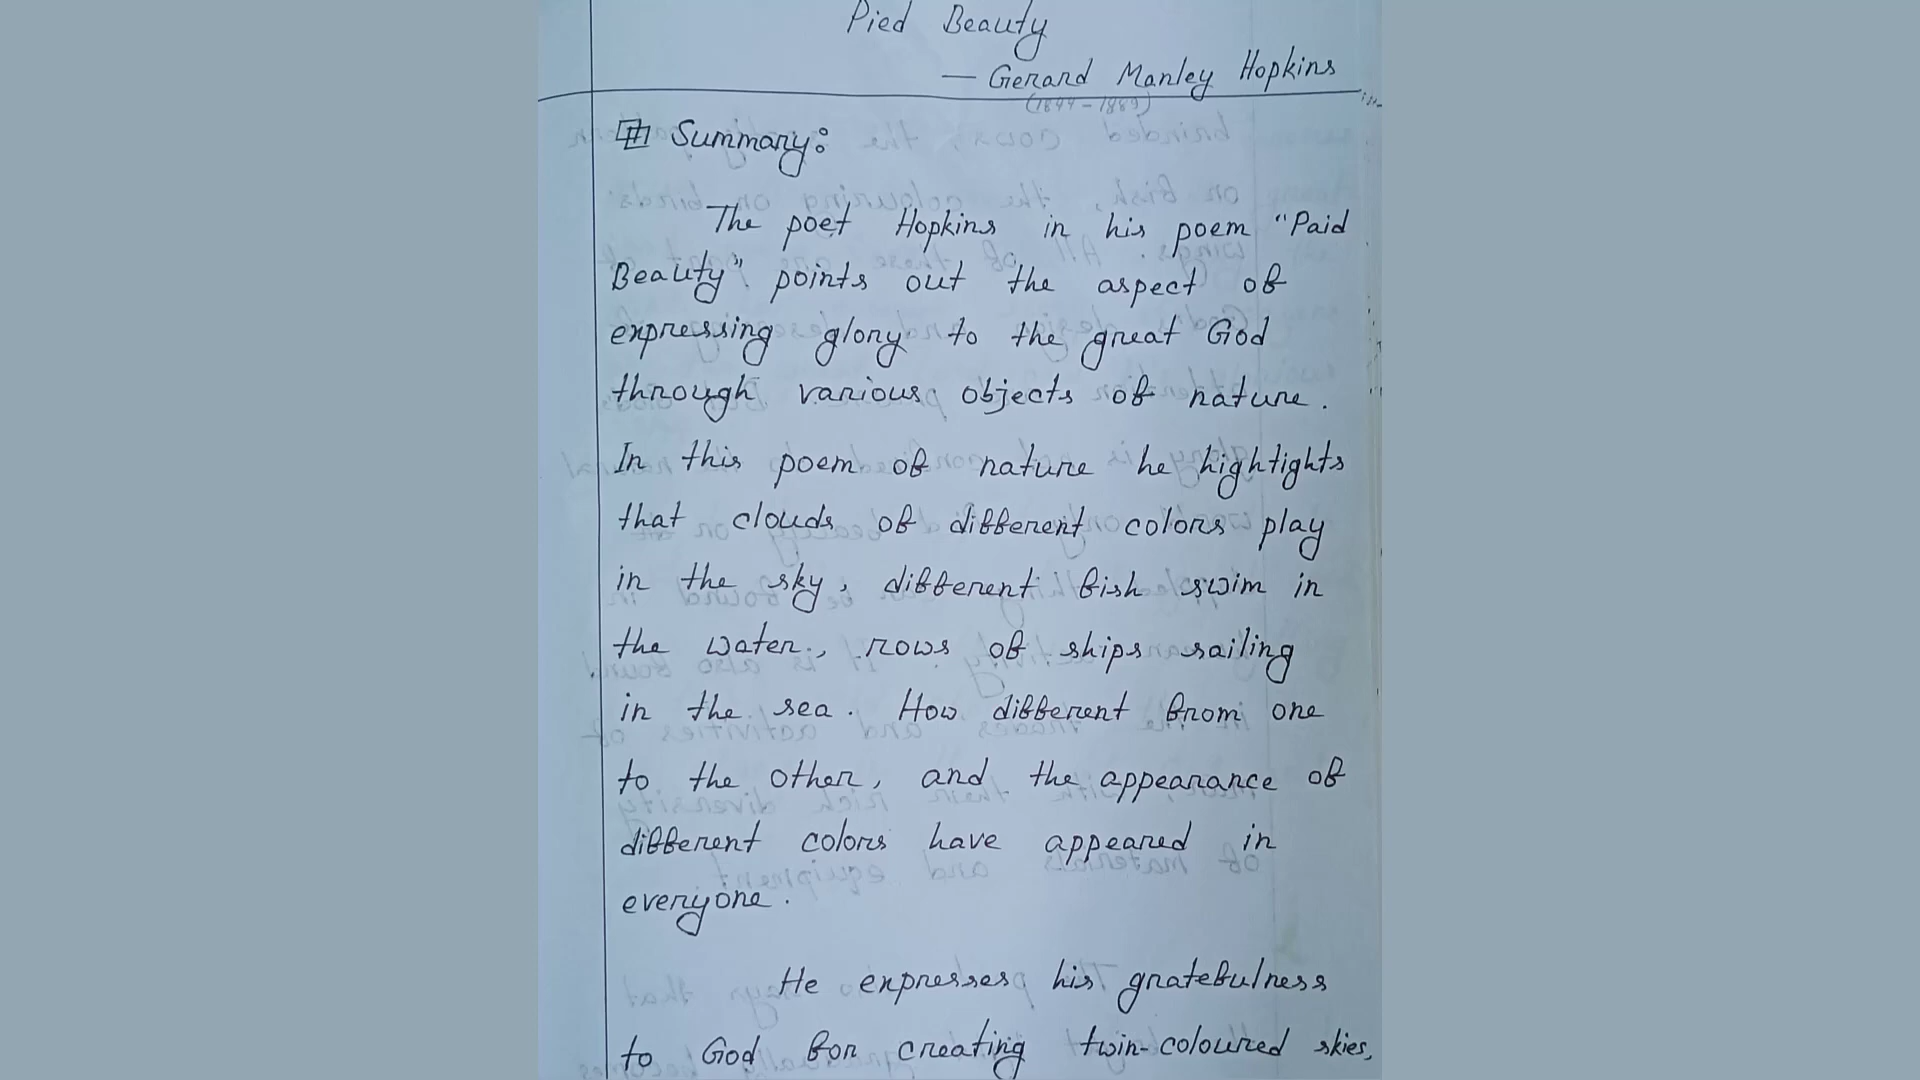 Pied Beauty
— Gerard Manley Hopkins
(1844-1889)
Summary:
The poet Hopkins in his poem "Paid
Beauty" points out the aspect of
expressing glory to the great God
through various objects of nature.
In this poem of nature he hightights
that clouds of different colors play
in the sky, different fish swim in
the water, rows of ships sailing
in the sea. How different from one
to the other, and the appearance of
different colors have appeared in
everyone.
He expresses his gratefulness
to God for creating twin-coloured skies,